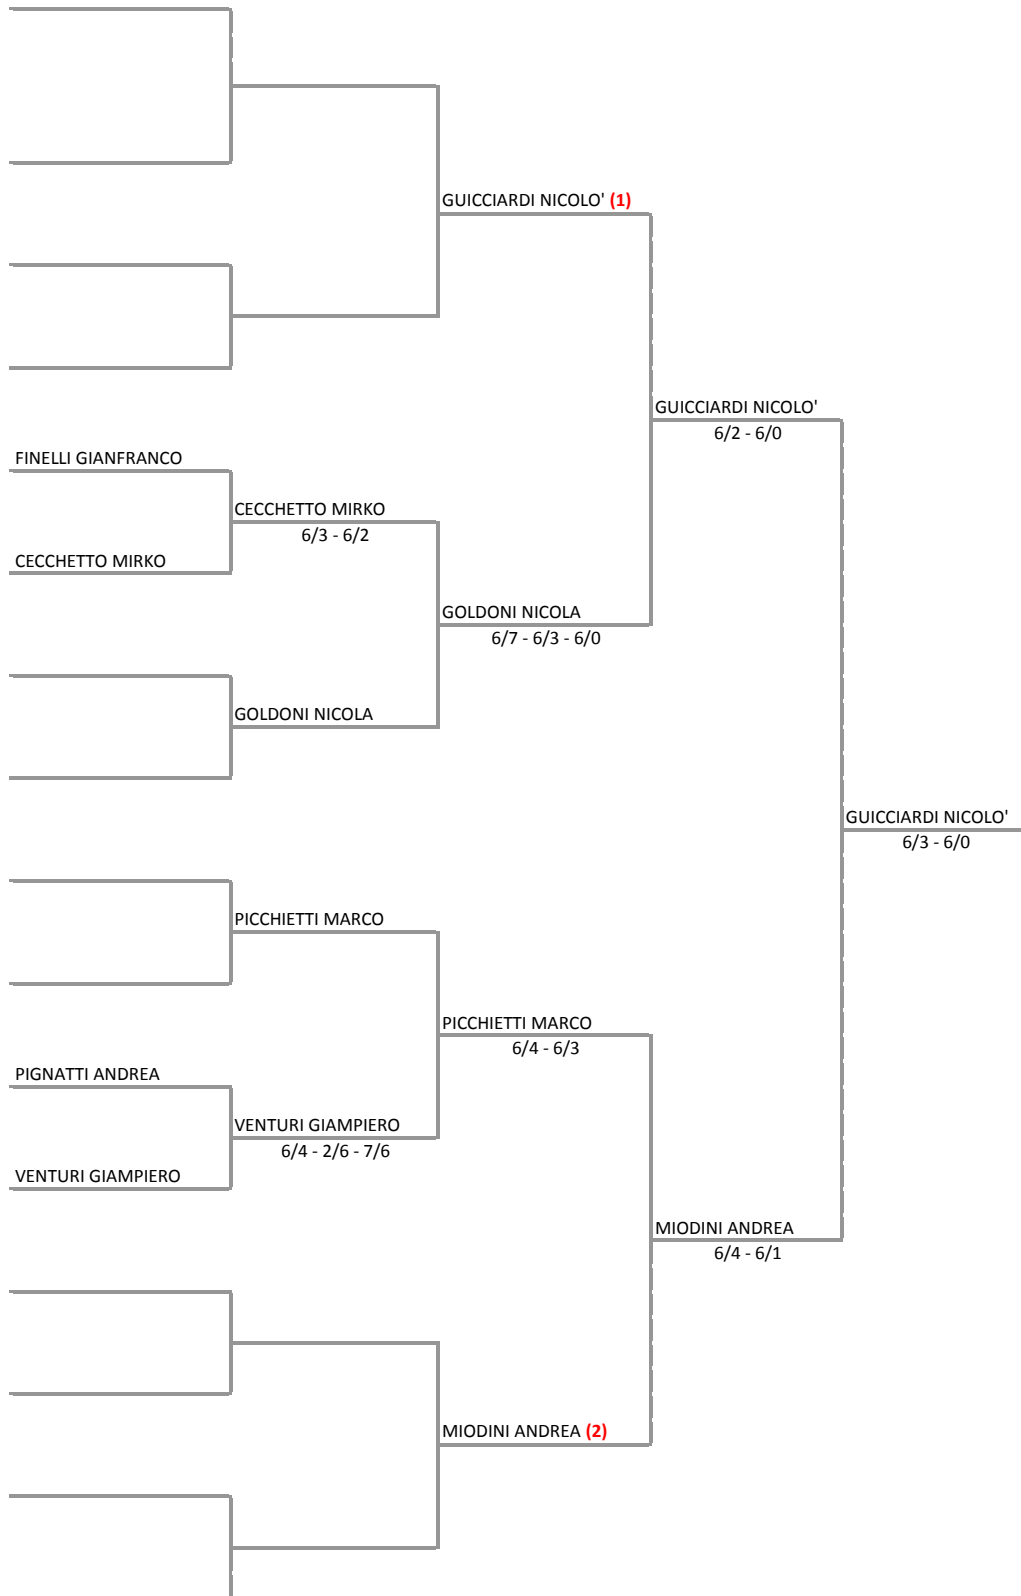 GUICCIARDI NICOLO' (1)
GUICCIARDI NICOLO'
6/2 - 6/0
FINELLI GIANFRANCO
CECCHETTO MIRKO
6/3 - 6/2
CECCHETTO MIRKO
GOLDONI NICOLA
6/7 - 6/3 - 6/0
GOLDONI NICOLA
GUICCIARDI NICOLO'
6/3 - 6/0
PICCHIETTI MARCO
PICCHIETTI MARCO
6/4 - 6/3
PIGNATTI ANDREA
VENTURI GIAMPIERO
6/4 - 2/6 - 7/6
VENTURI GIAMPIERO
MIODINI ANDREA
6/4 - 6/1
MIODINI ANDREA (2)